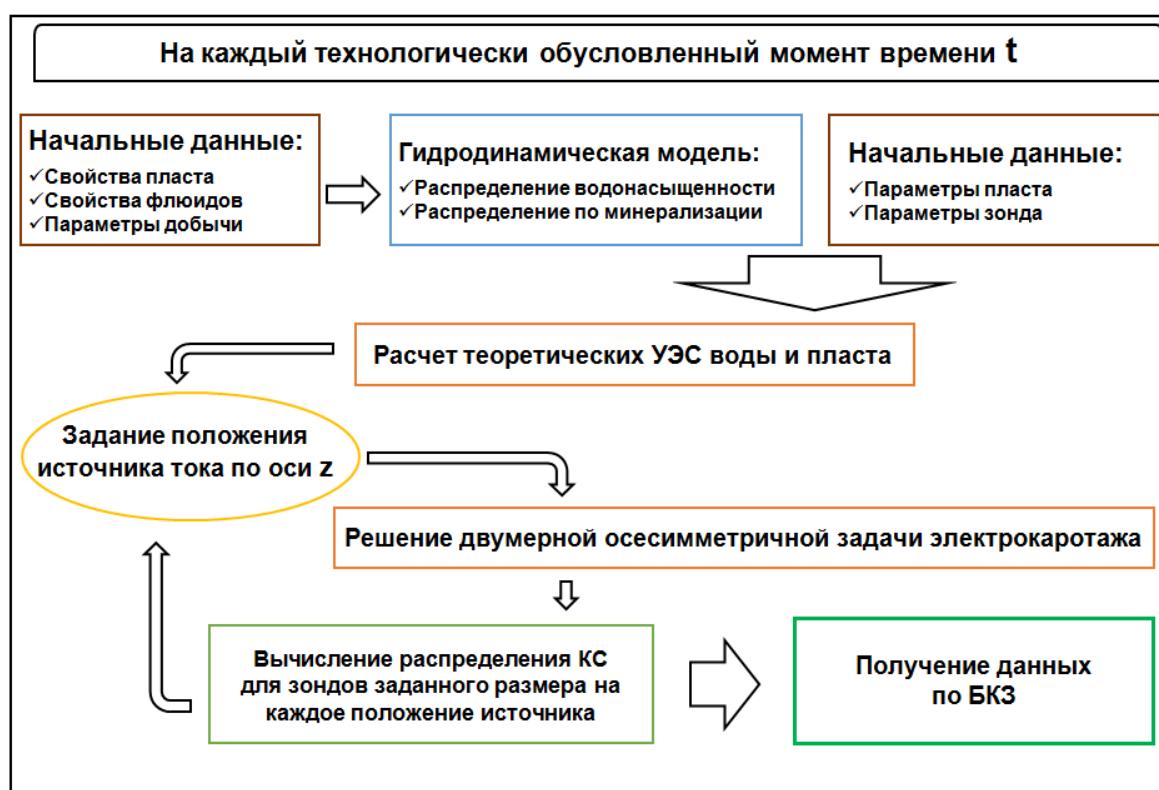 На каждый технологически обусловленный момент времени t
Начальные данные:
✓Свойства пласта
✓Свойства флюидов
✓Параметры добычи
Гидродинамическая модель:
✓Распределение водонасыщенности
✓Распределение по минерализации
Начальные данные:
✓Параметры пласта
✓Параметры зонда
Расчет теоретических УЭС воды и пласта
Задание положения
источника тока по оси z
Решение двумерной осесимметричной задачи электрокаротажа
Вычисление распределения КС
для зондов заданного размера на
каждое положение источника
Получение данных
по БКЗ